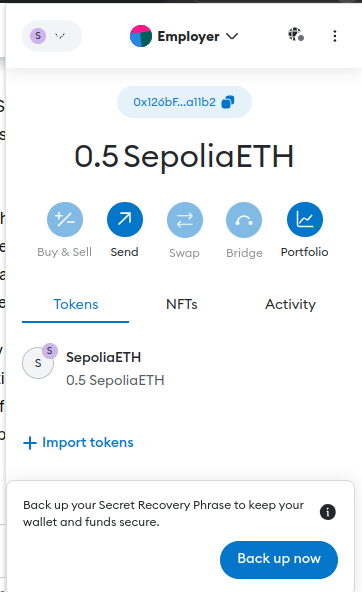 S
Employer
0x126bF...a11b2
0.5 SepoliaETH
Buy & Sell
Send
Swap
Bridge
Portfolio
Tokens
NFTs
Activity
S
S
SepoliaETH
0.5 SepoliaETH
Import tokens
Back up your Secret Recovery Phrase to keep your
wallet and funds secure.
Back up now